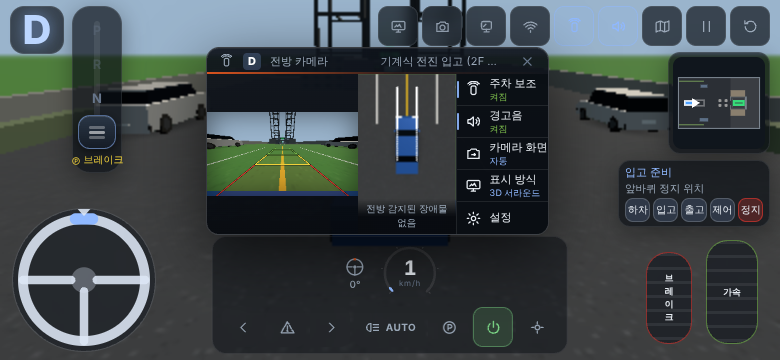 D
P
R
N
℗ 브레이크
D 전방 카메라
기계식 전진 입고 (2F ...
주차 보조
켜짐
경고음
켜짐
카메라 화면
자동
표시 방식
3D 서라운드
설정
전방 감지된 장애물
없음
입고 준비
앞바퀴 정지 위치
하차 입고 출고 제어 정지
0°
1
km/h
AUTO
P
브레이크
가속